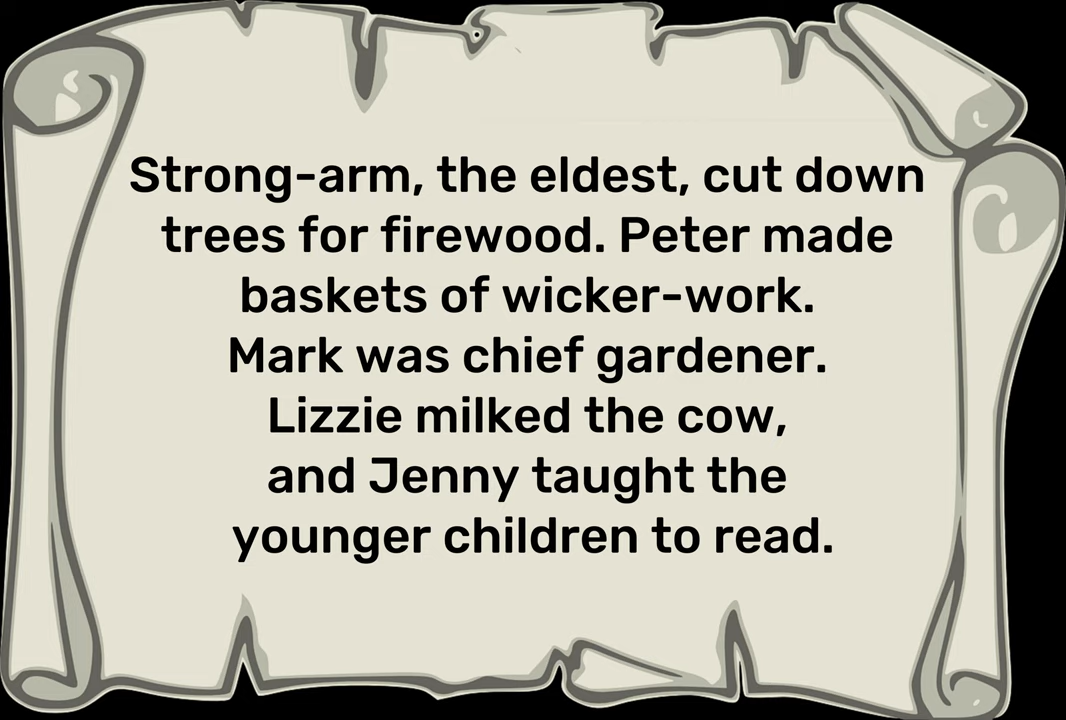 Strong-arm, the eldest, cut down
trees for firewood. Peter made
baskets of wicker-work.
Mark was chief gardener.
Lizzie milked the cow,
and Jenny taught the
younger children to read.